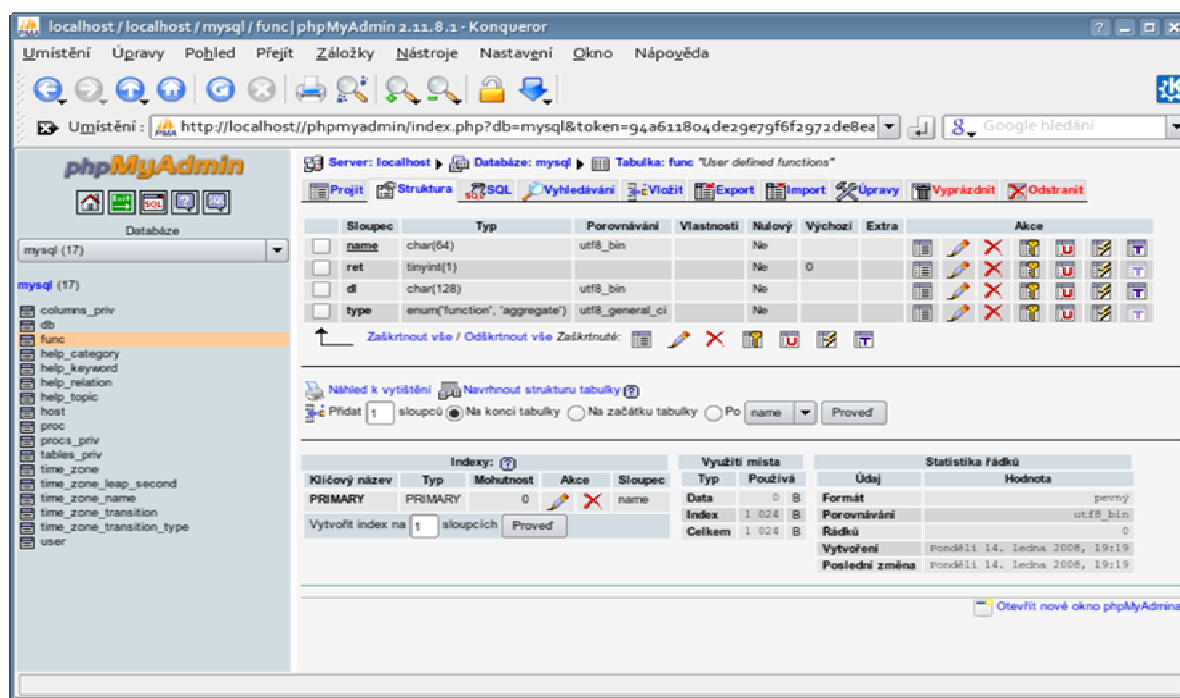 localhost / localhost / mysql / func | phpMyAdmin 2.11.8.1 - Konqueror
Umístění Úpravy Pohled Přejít Záložky Nástroje Nastavení Okno Nápověda
Umístění : http://localhost//phpmyadmin/index.php?db=mysql&token=94a611804de29e79f6f2972de8ea Google hledání
phpMyAdmin
Databáze
mysql (17)
mysql (17)
columns_priv
db
func
help_category
help_keyword
help_relation
help_topic
host
proc
procs_priv
tables_priv
time_zone
time_zone_leap_second
time_zone_name
time_zone_transition
time_zone_transition_type
user
Server: localhost Databáze: mysql Tabulka: func "User defined functions"
Projít Struktura SQL Vyhledávání Vložit Export Import Úpravy Vyprázdnit Odstranit
Sloupec Typ Porovnávání Vlastnosti Nulový Výchozí Extra Akce
name char(64) utf8_bin Ne
ret tinyint(1) Ne 0
dl char(128) utf8_bin Ne
type enum('function', 'aggregate') utf8_general_ci Ne
Zaškrtnout vše / Odškrtnout vše Zaškrtnuté:
Náhled k vytištění Navrhnout strukturu tabulky
Přidat 1 sloupců Na konci tabulky Na začátku tabulky Po name Proveď
Indexy:
Klíčový název Typ Mohutnost Akce Sloupec
PRIMARY PRIMARY 0 name
Vytvořit index na 1 sloupcích Proveď
Využití místa
Typ Používá
Data 0 B
Index 1 024 B
Celkem 1 024 B
Statistika řádků
Údaj Hodnota
Formát pevný
Porovnávání utf8_bin
Řádků 0
Vytvoření Pondělí 14. ledna 2008, 19:19
Poslední změna Pondělí 14. ledna 2008, 19:19
Otevřít nové okno phpMyAdmina